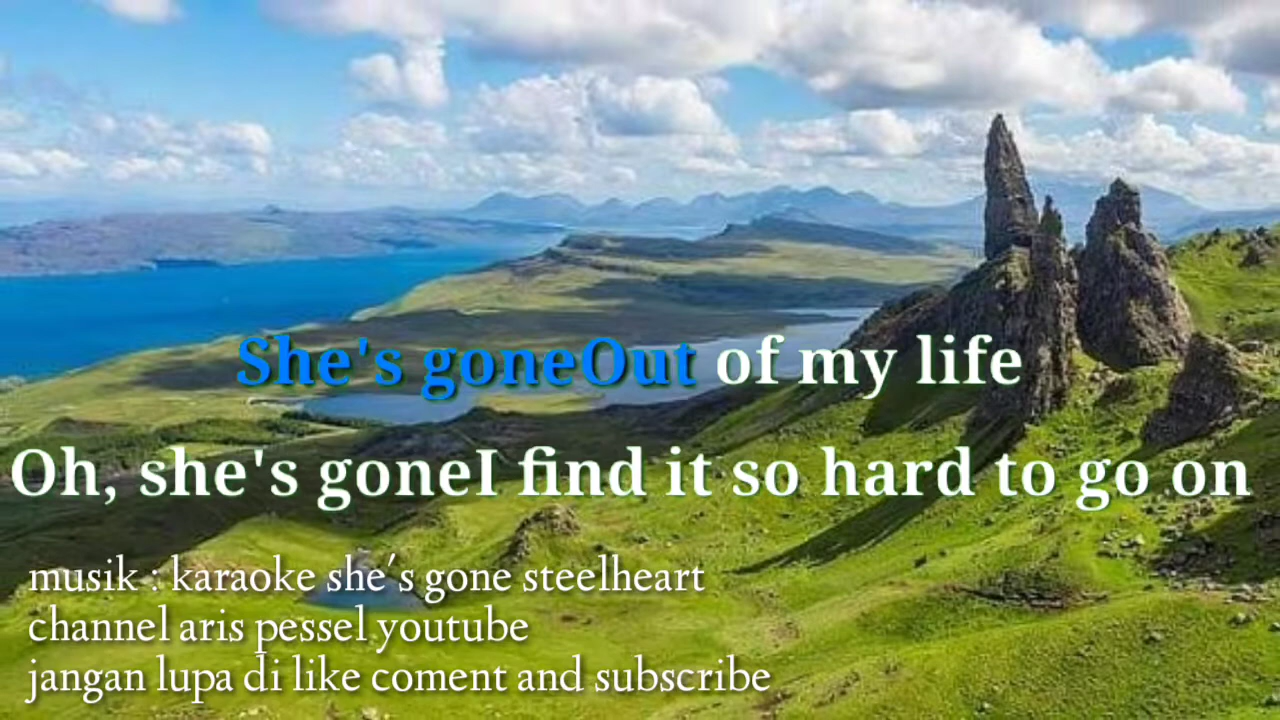 She's goneOut of my life
Oh, she's goneI find it so hard to go on
musik : karaoke she's gone steelheart
channel aris pessel youtube
jangan lupa di like coment and subscribe